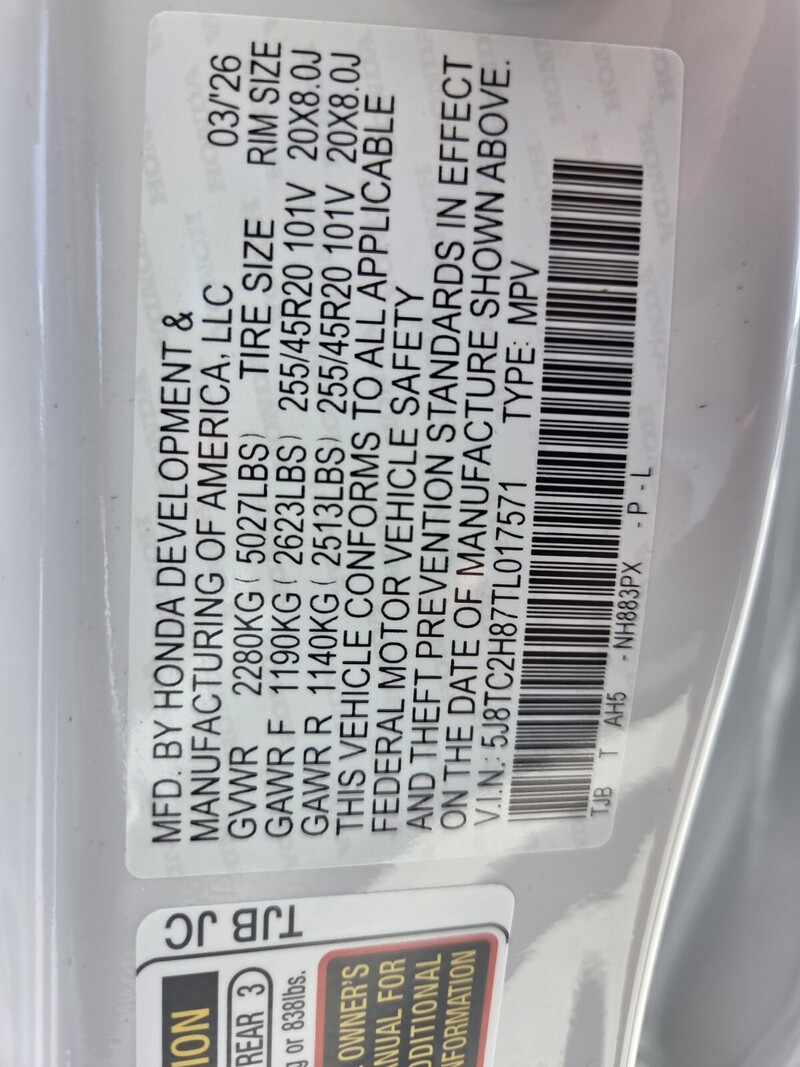 MFD. BY HONDA DEVELOPMENT &
MANUFACTURING OF AMERICA, LLC 03/'26
GVWR 2280KG ( 5027LBS) TIRE SIZE RIM SIZE
GAWR F 1190KG ( 2623LBS) 255/45R20 101V 20X8.0J
GAWR R 1140KG ( 2513LBS) 255/45R20 101V 20X8.0J
THIS VEHICLE CONFORMS TO ALL APPLICABLE
FEDERAL MOTOR VEHICLE SAFETY
AND THEFT PREVENTION STANDARDS IN EFFECT
ON THE DATE OF MANUFACTURE SHOWN ABOVE.
V.I.N.: 5J8TC2H87TL017571 TYPE: MPV
TJB T AH5 - NH883PX - P - L
TJB JC
REAR 3
or 838lbs.
OWNER'S
FOR